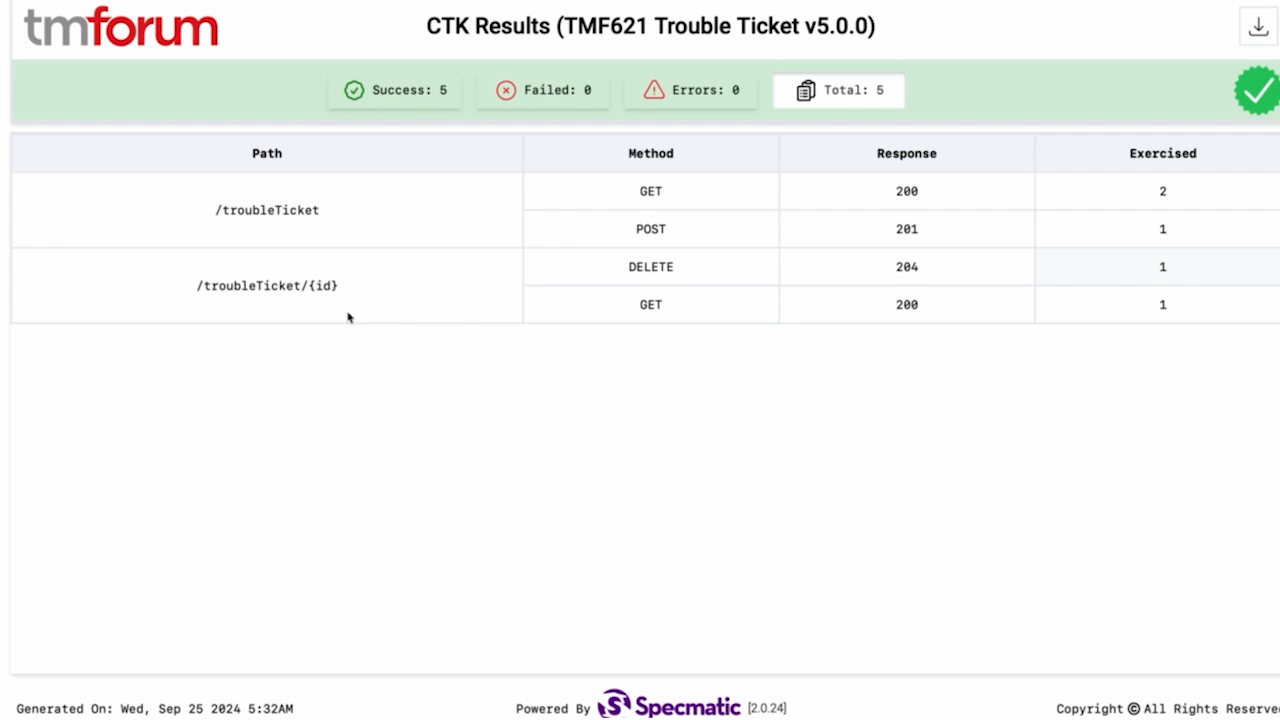 tmforum
CTK Results (TMF621 Trouble Ticket v5.0.0)
Success: 5
Failed: 0
Errors: 0
Total: 5
Path Method Response Exercised
/troubleTicket
GET 200 2
POST 201 1
/troubleTicket/{id}
DELETE 204 1
GET 200 1
Generated On: Wed, Sep 25 2024 5:32AM
Powered By Specmatic [2.0.24]
Copyright © All Rights Reserve